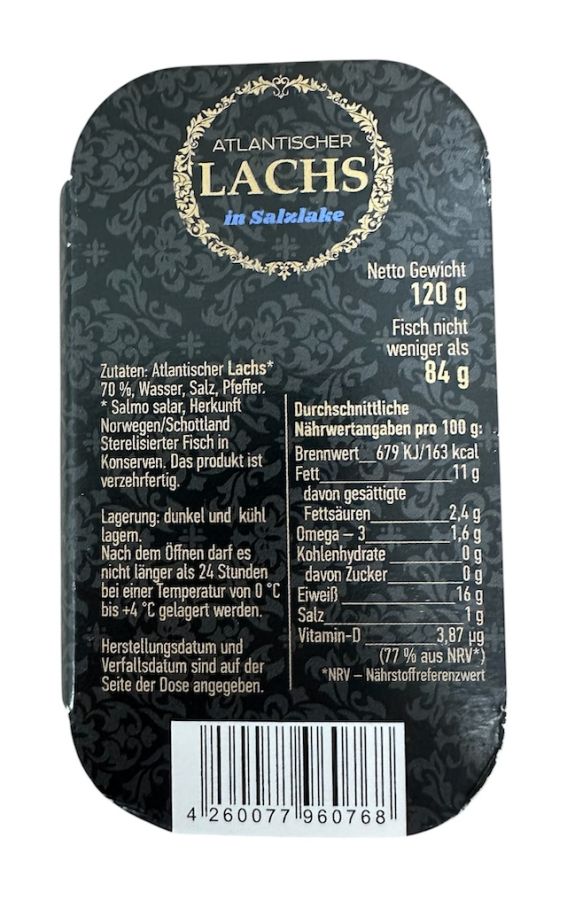 ATLANTISCHER
LACHS
in Salzlake
Netto Gewicht
120 g
Fisch nicht
weniger als
84 g
Zutaten: Atlantischer Lachs*
70 %, Wasser, Salz, Pfeffer.
* Salmo salar, Herkunft
Norwegen/Schottland
Sterelisierter Fisch in
Konserven. Das produkt ist
verzehrfertig.
Lagerung: dunkel und kühl
lagern.
Nach dem Öffnen darf es
nicht länger als 24 Stunden
bei einer Temperatur von 0 °C
bis +4 °C gelagert werden.
Herstellungsdatum und
Verfallsdatum sind auf der
Seite der Dose angegeben.
Durchschnittliche
Nährwertangaben pro 100 g:
Brennwert 679 KJ/163 kcal
Fett 11 g
davon gesättigte
Fettsäuren 2,4 g
Omega – 3 1,6 g
Kohlenhydrate 0 g
davon Zucker 0 g
Eiweiß 16 g
Salz 1 g
Vitamin-D 3,87 µg
(77 % aus NRV*)
*NRV – Nährstoffreferenzwert
4 260077 960768